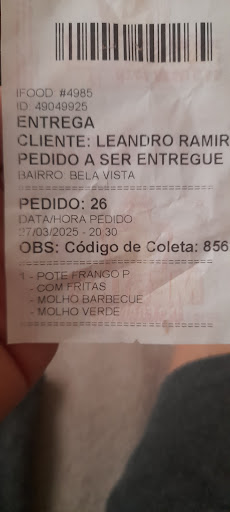 IFOOD #4985
ID: 49049925
ENTREGA
CLIENTE: LEANDRO RAMIR
PEDIDO A SER ENTREGUE
BAIRRO: BELA VISTA
PEDIDO: 26
DATA/HORA PEDIDO
27/03/2025 - 20:30
OBS: Código de Coleta: 856
1 - POTE FRANGO P
- COM FRITAS
- MOLHO BARBECUE
- MOLHO VERDE